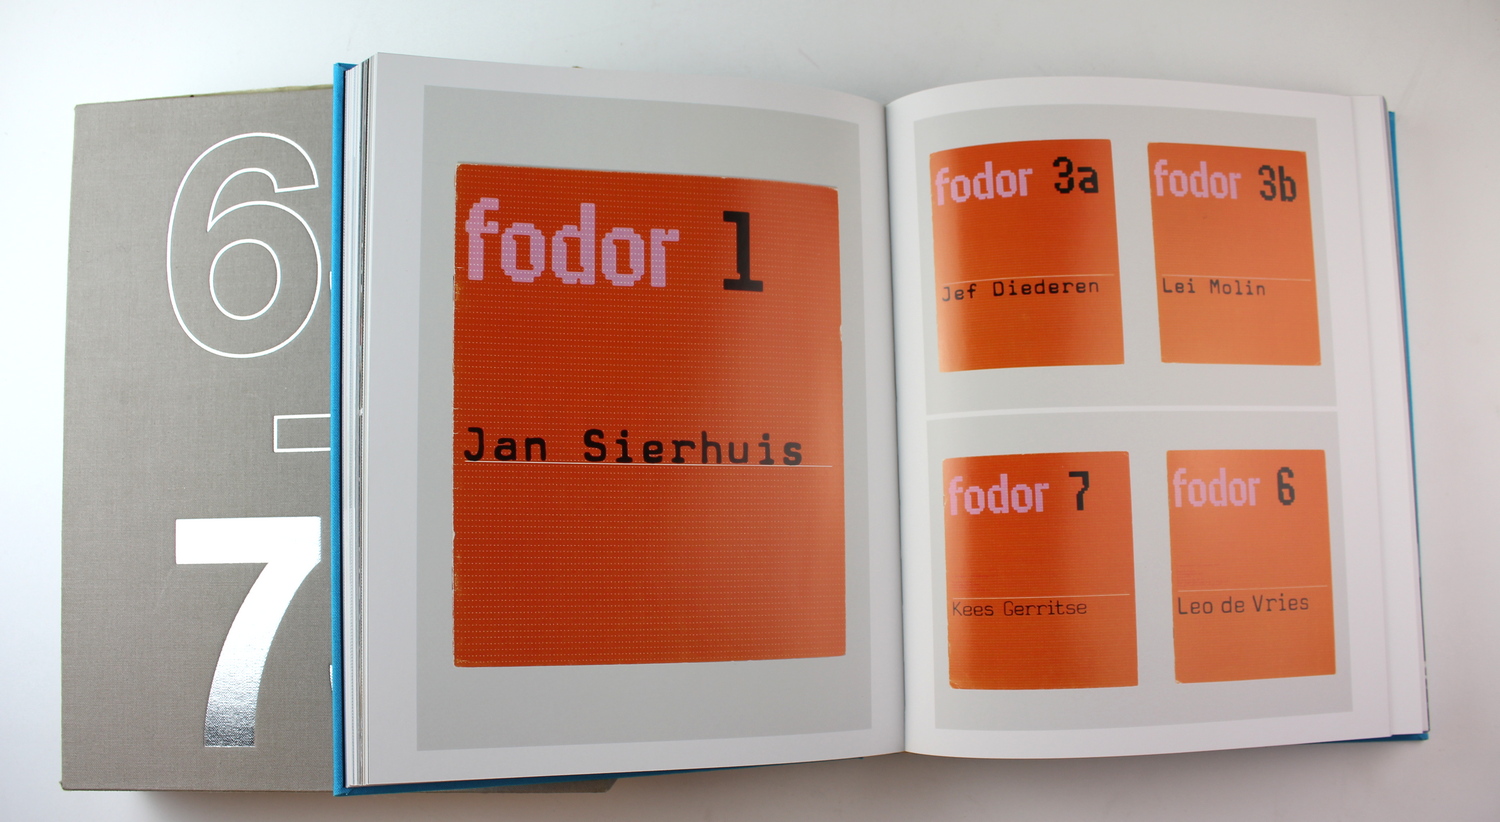 6
-
7
fodor 1
Jan Sierhuis
fodor 3a
Jef Diederen
fodor 3b
Lei Molin
fodor 7
Kees Gerritse
fodor 6
Leo de Vries